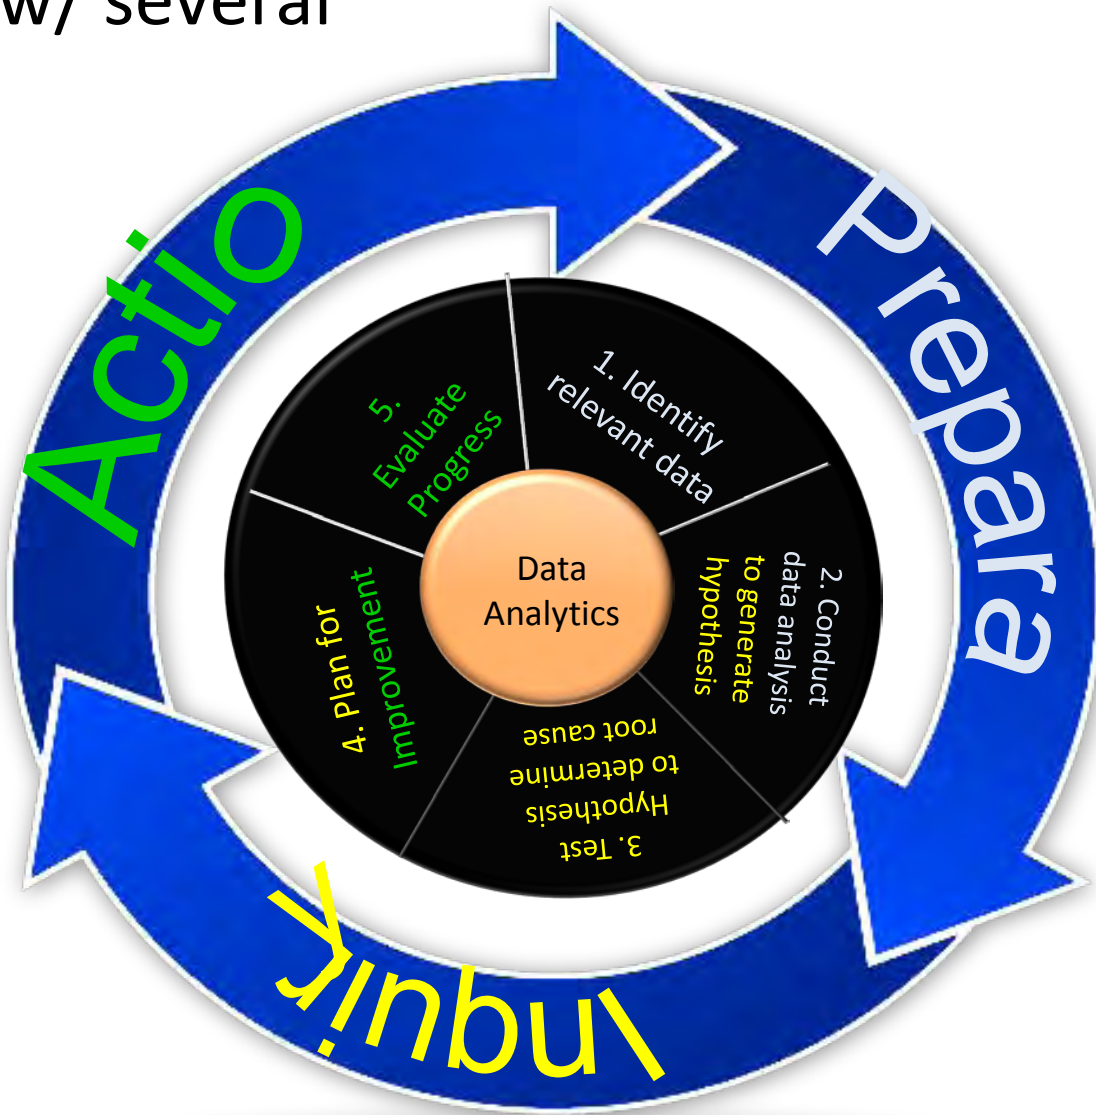 w/ several
Prepara
Inquiry
Actio
1. Identify
relevant data
2. Conduct
data analysis
to generate
hypothesis
3. Test
Hypothesis
to determine
root cause
4. Plan for
Improvement
5.
Evaluate
Progress
Data
Analytics